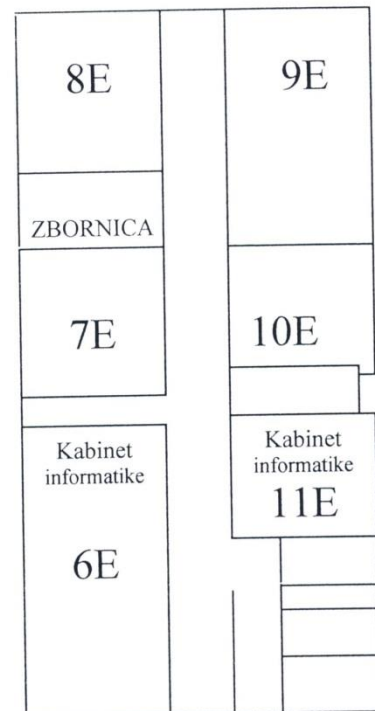 8E
9E
ZBORNICA
7E
10E
Kabinet
informatike
6E
Kabinet
informatike
11E